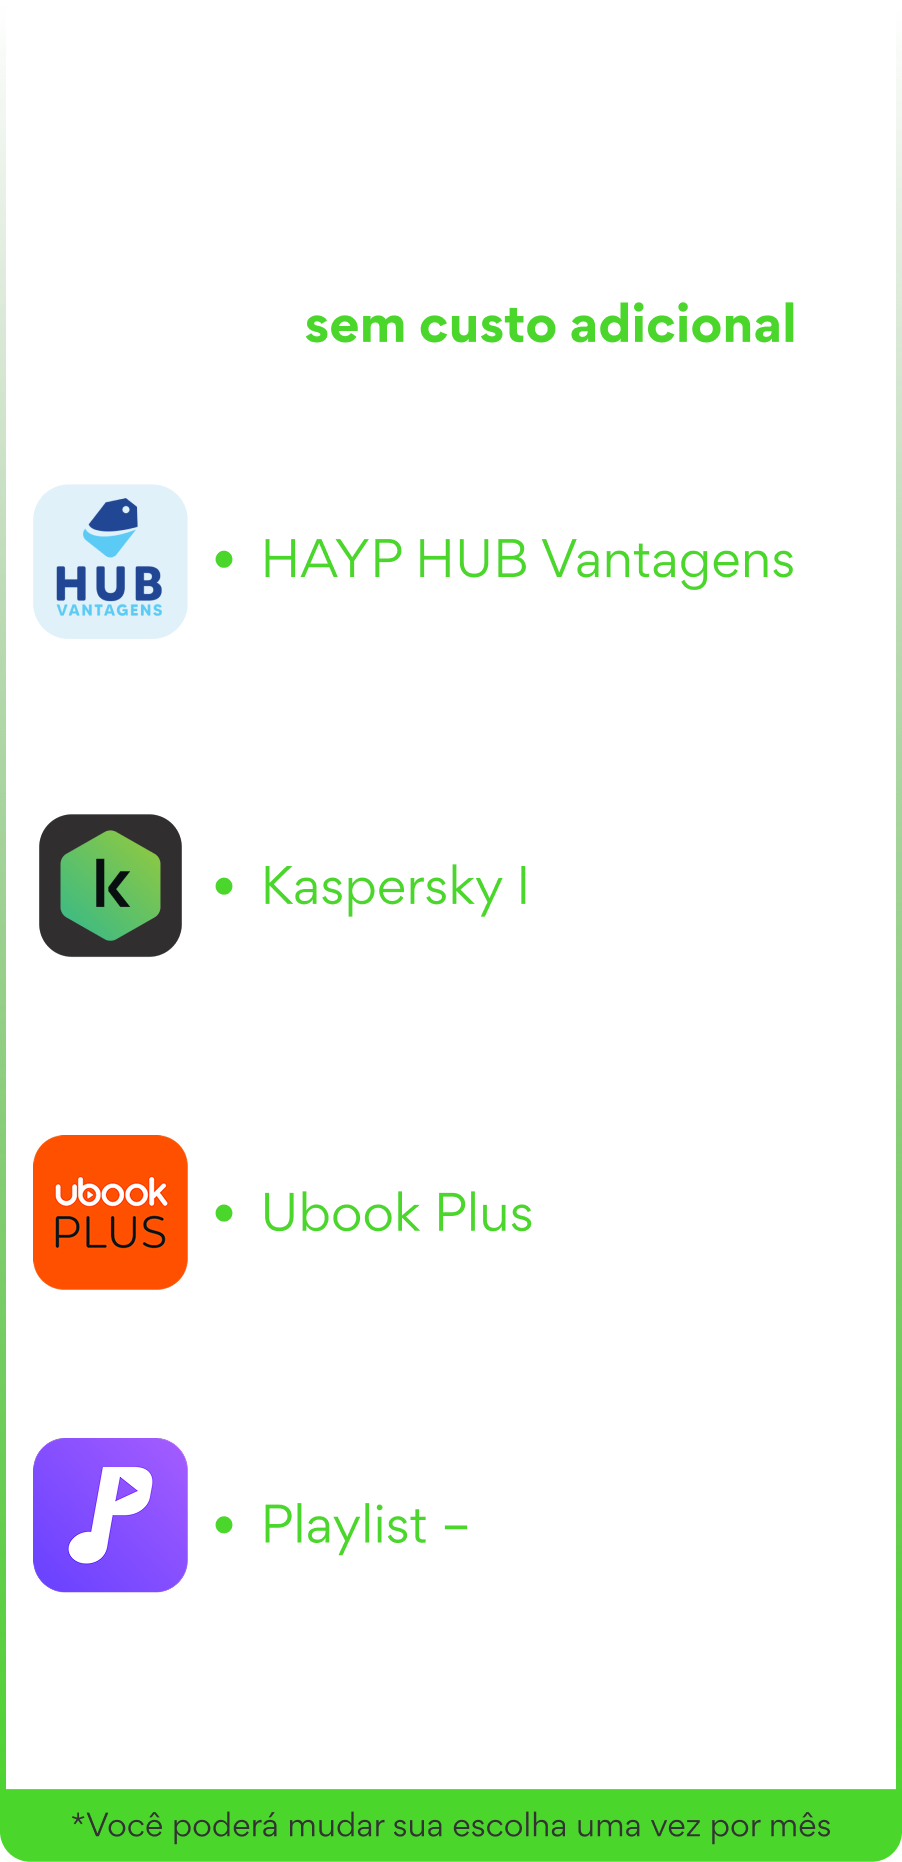 sem custo adicional
HUB
VANTAGENS
• HAYP HUB Vantagens
k
• Kaspersky I
ubook
PLUS
• Ubook Plus
• Playlist –
*Você poderá mudar sua escolha uma vez por mês